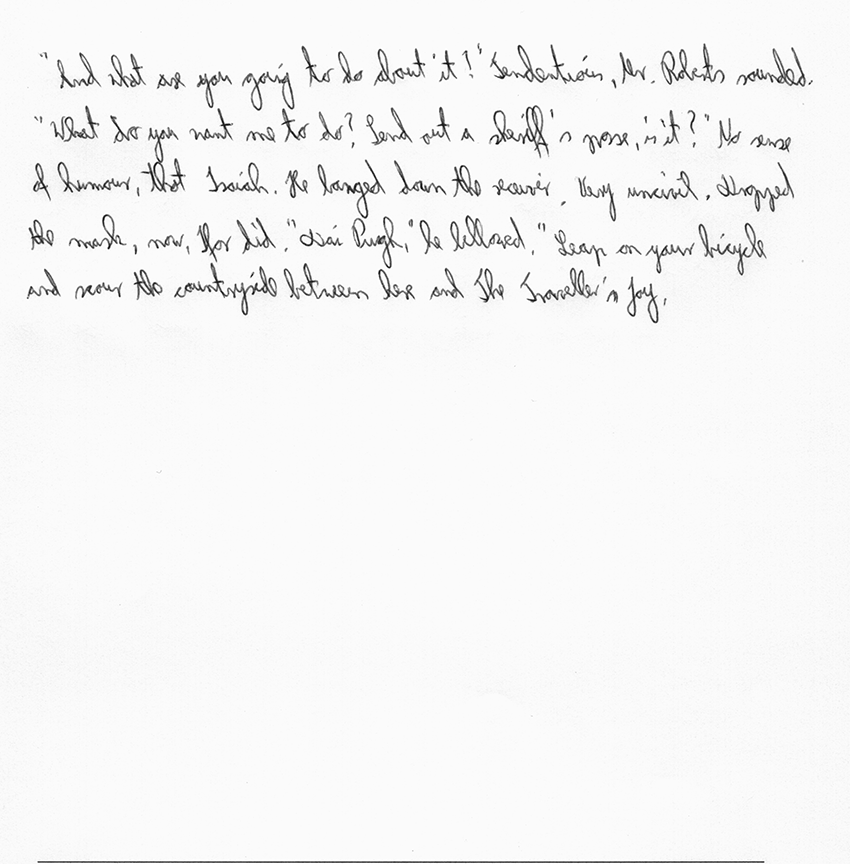 "And what are you going to do about it?" Tendentious, Mr. Roberts sounded.
"What do you want me to do? Send out a sheriff's posse, is it?" No sense
of humour, that Isaiah. He banged down the receiver. Very uncivil. Dropped
the mask, now, Ifor did. "Dai Pugh," he bellowed. "Leap on your bicycle
and scour the countryside between here and The Traveller's Joy.